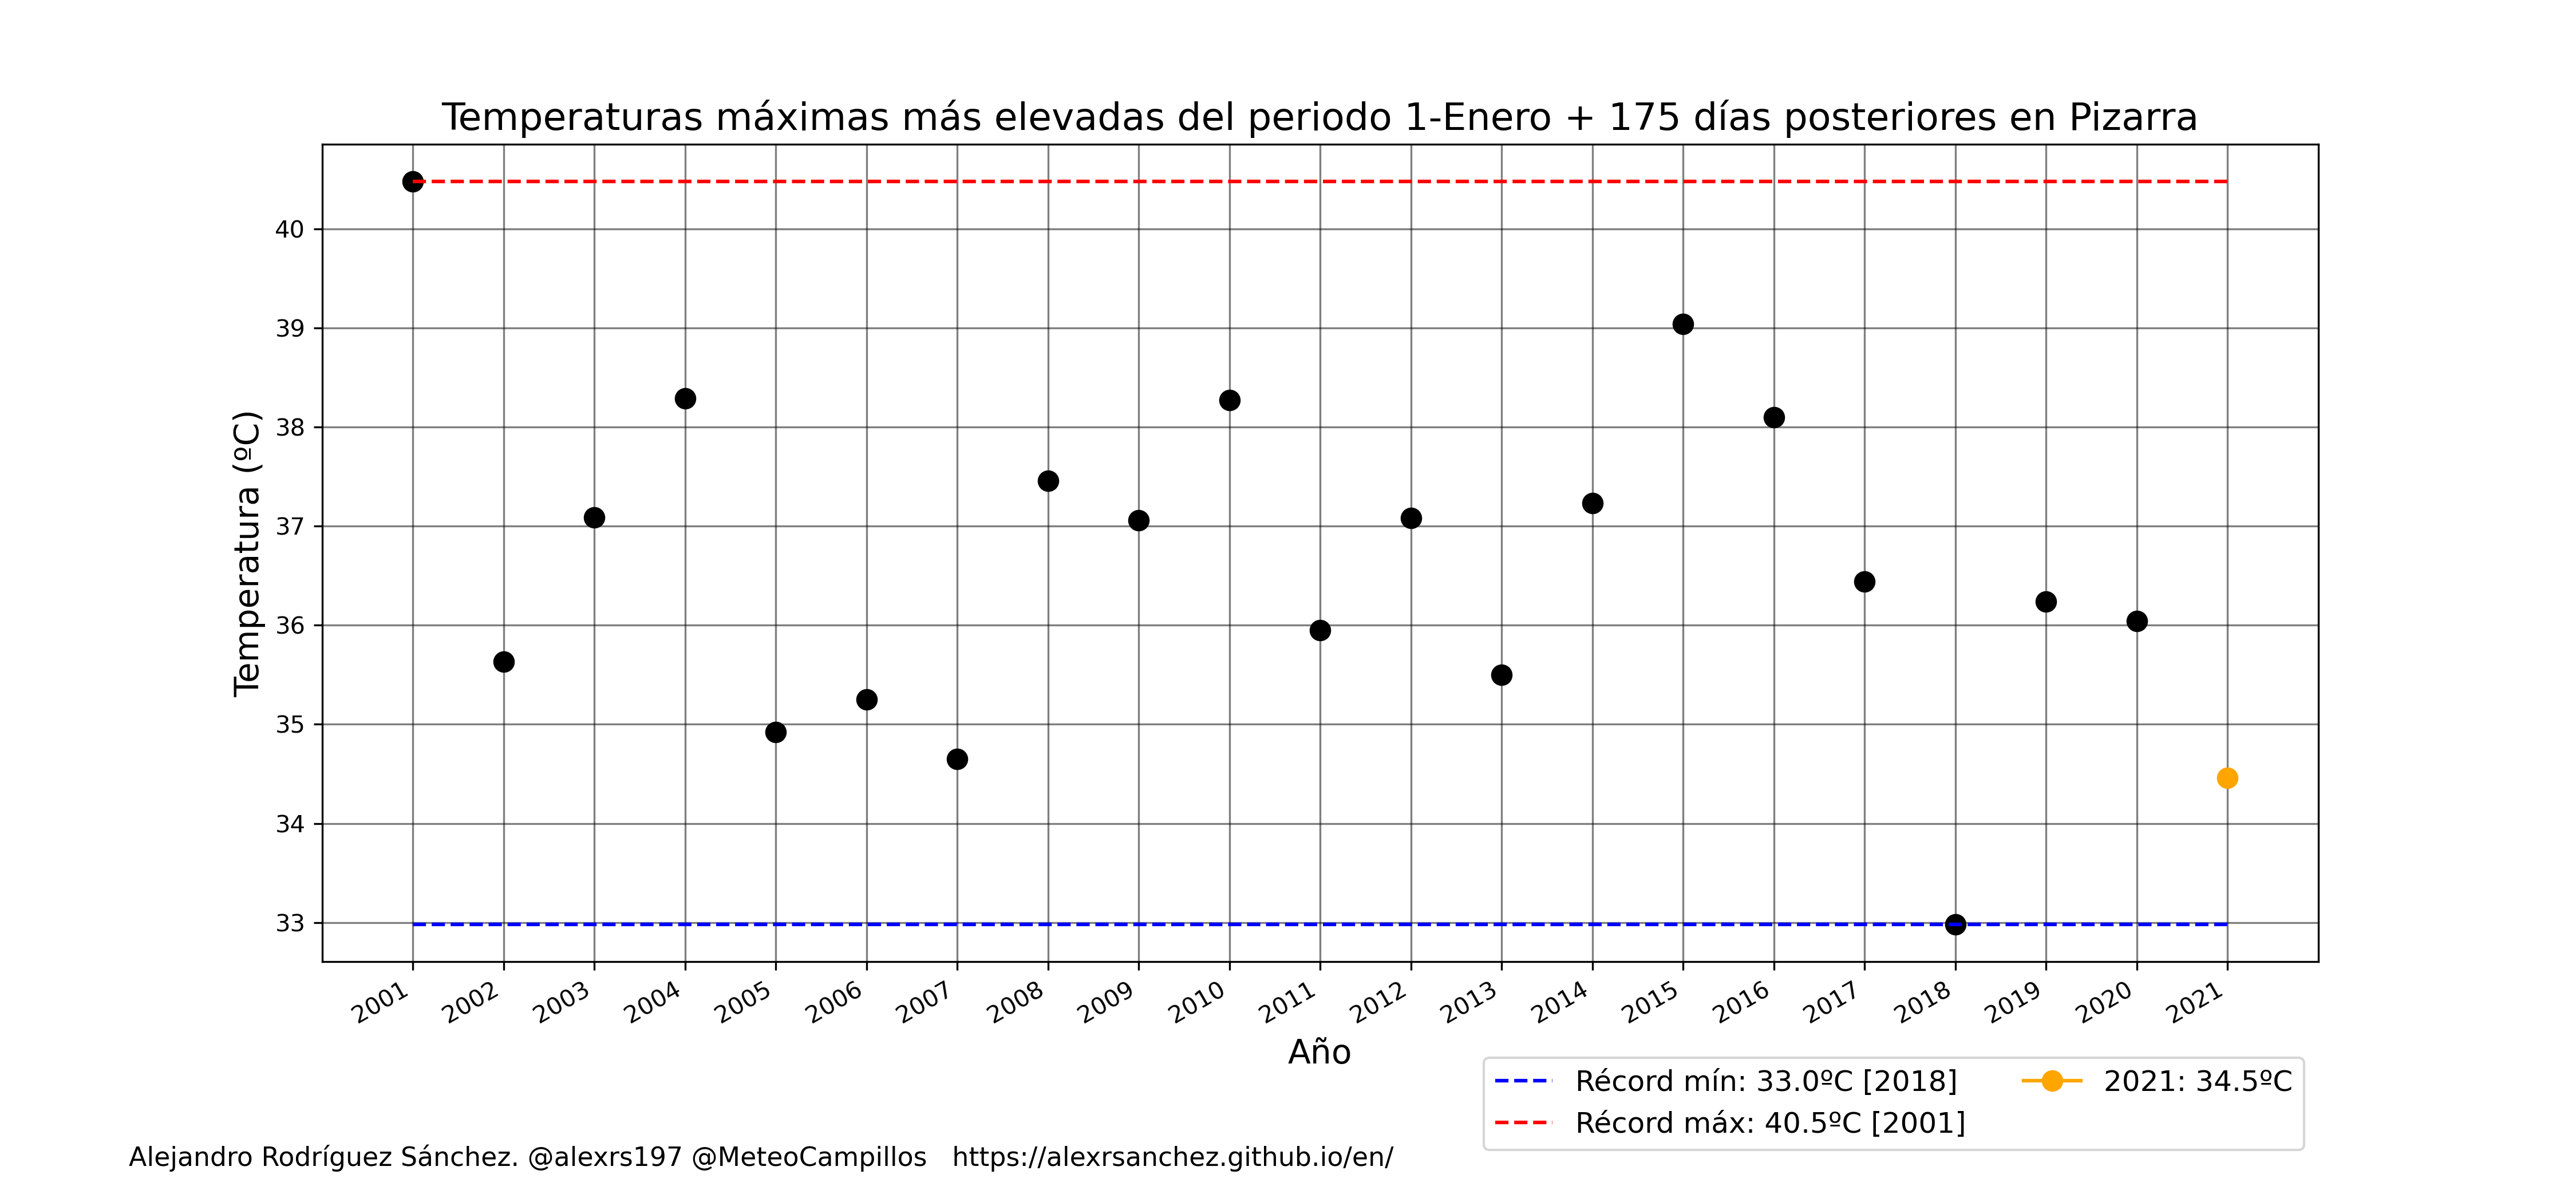 Temperaturas máximas más elevadas del periodo 1-Enero + 175 días posteriores en Pizarra
Temperatura (ºC)
40
39
38
37
36
35
34
33
2001 2002 2003 2004 2005 2006 2007 2008 2009 2010 2011 2012 2013 2014 2015 2016 2017 2018 2019 2020 2021
Año
Récord mín: 33.0ºC [2018]
Récord máx: 40.5ºC [2001]
2021: 34.5ºC
Alejandro Rodríguez Sánchez. @alexrs197 @MeteoCampillos https://alexrsanchez.github.io/en/